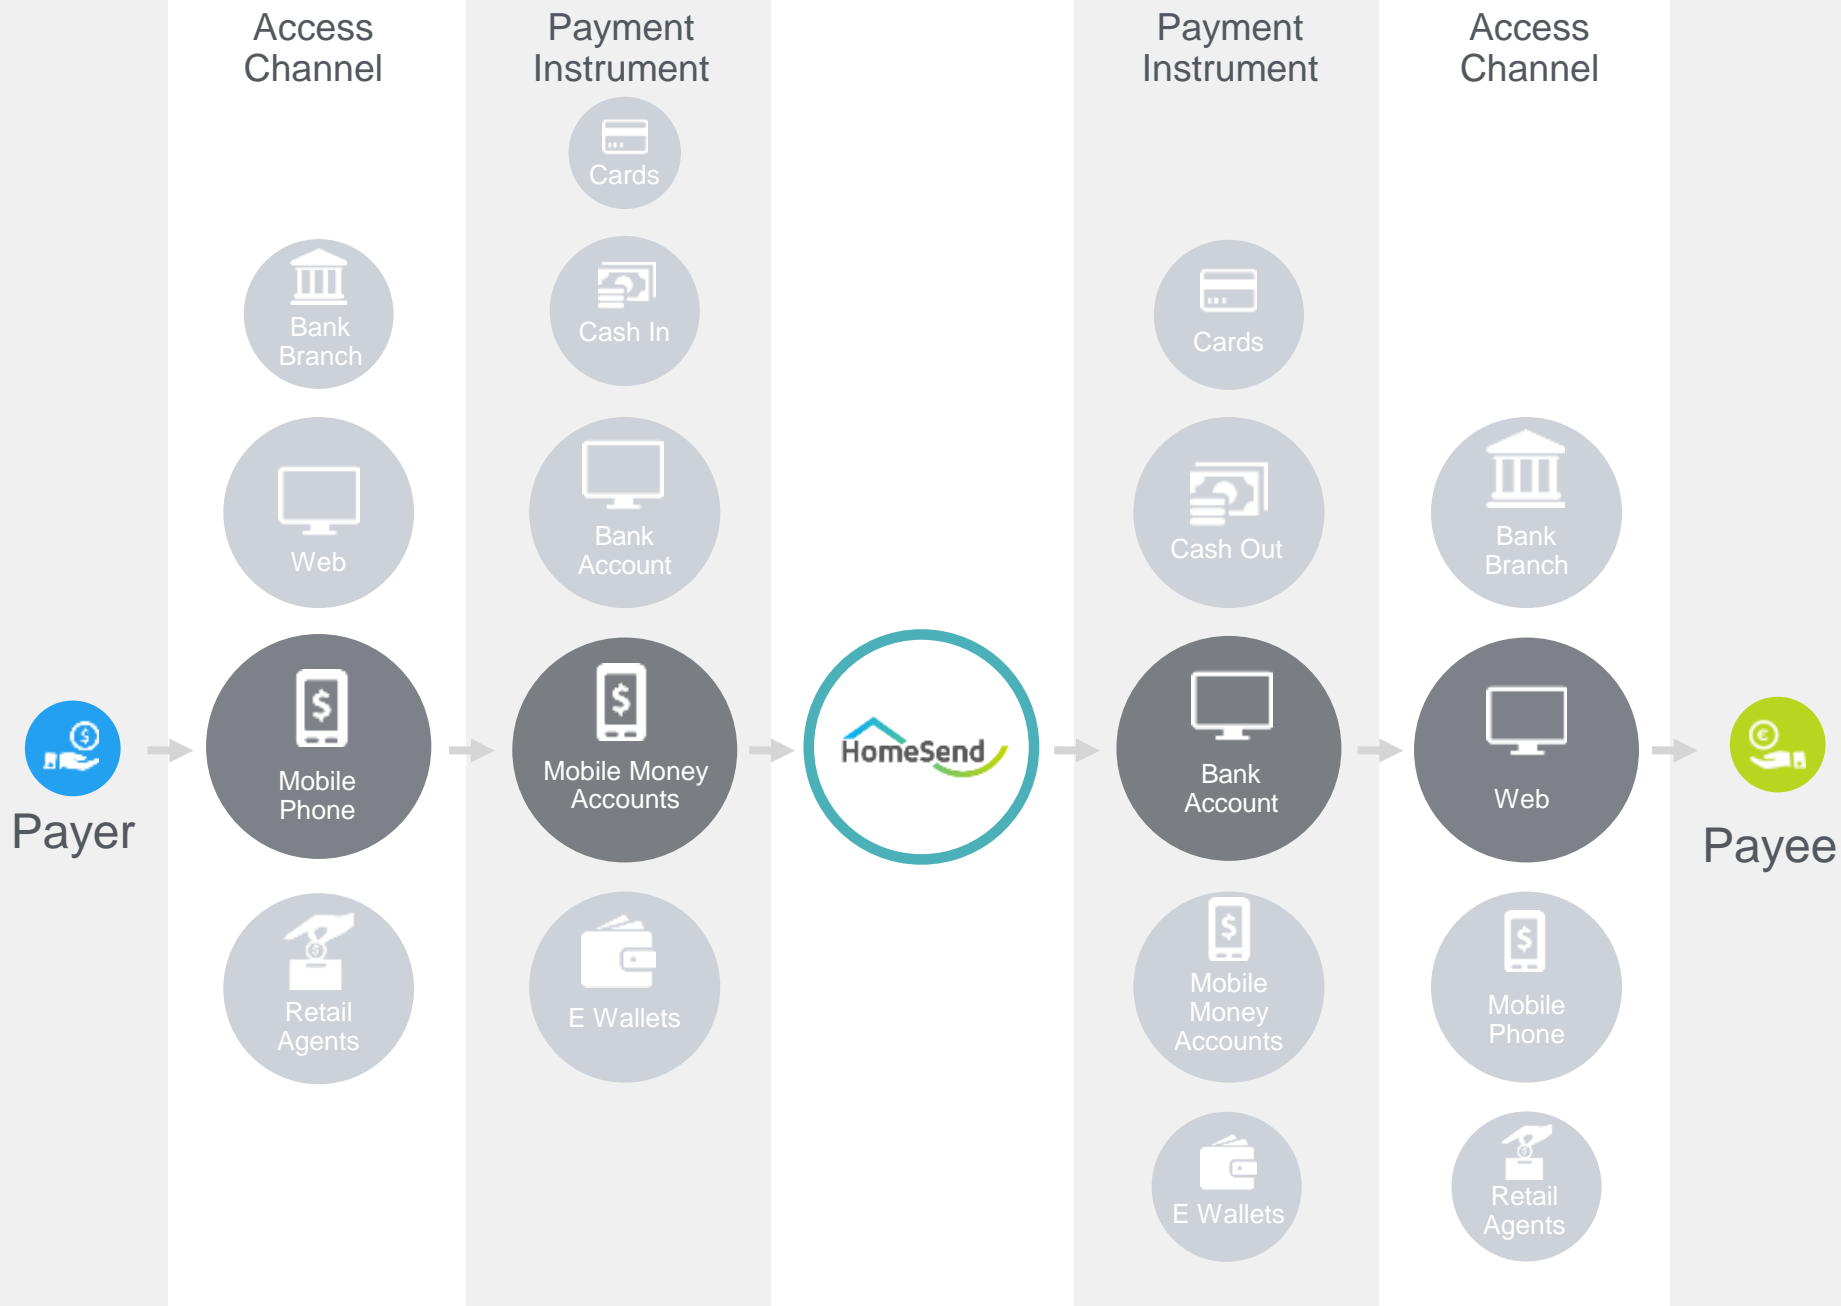 Access
Channel
Payment
Instrument
Payment
Instrument
Access
Channel
Cards
Bank
Branch
Cash In
Cards
Web
Bank
Account
Cash Out
Bank
Branch
Payer
Mobile
Phone
Mobile Money
Accounts
HomeSend
Bank
Account
Web
Payee
Retail
Agents
E Wallets
Mobile
Money
Accounts
Mobile
Phone
E Wallets
Retail
Agents